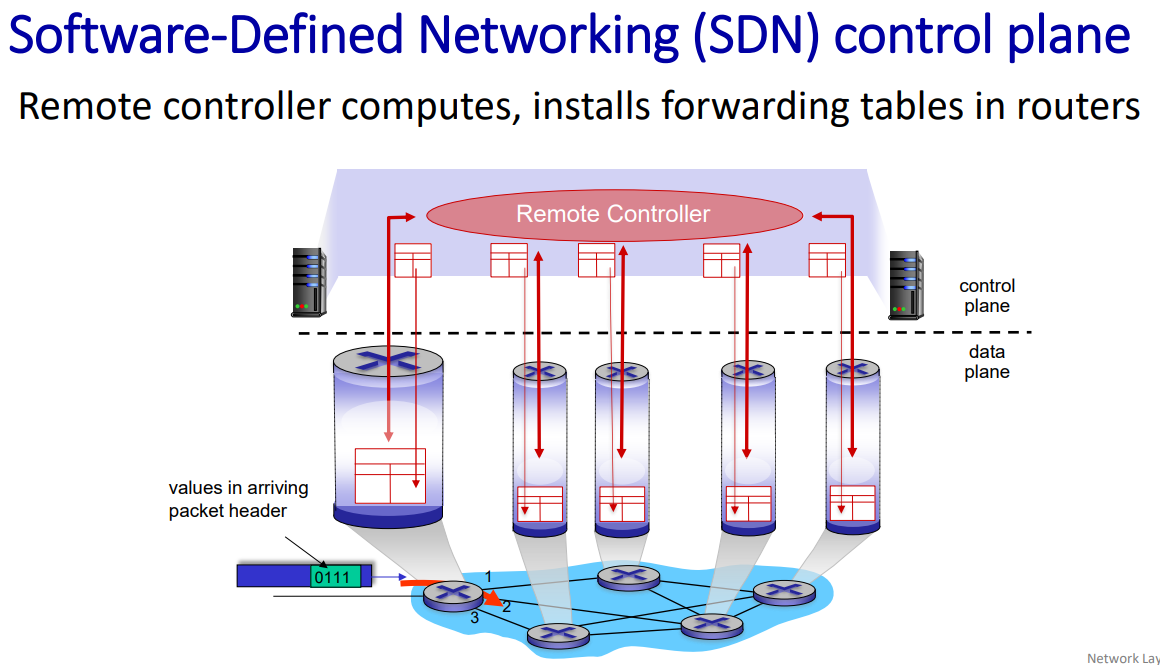 Software-Defined Networking (SDN) control plane
Remote controller computes, installs forwarding tables in routers
Remote Controller
control
plane
data
plane
values in arriving
packet header
0111
1
2
3
Network Lay